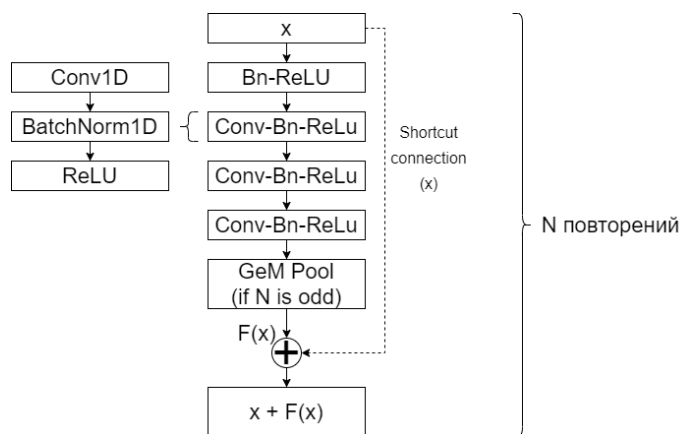 x
Conv1D
BatchNorm1D
ReLU
Bn-ReLU
Conv-Bn-ReLu
Conv-Bn-ReLu
Conv-Bn-ReLu
GeM Pool
(if N is odd)
F(x)
x + F(x)
Shortcut
connection
(x)
N повторений